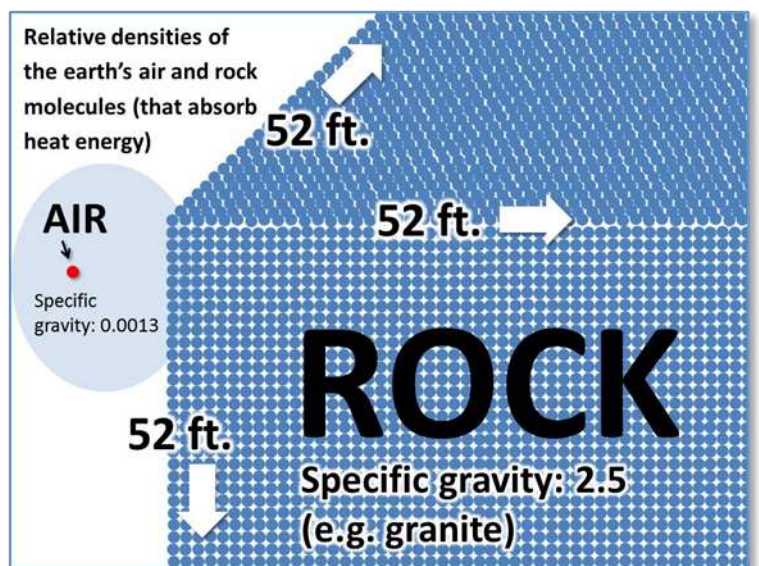 Relative densities of
the earth's air and rock
molecules (that absorb
heat energy)
52 ft.
AIR
52 ft.
Specific
gravity: 0.0013
ROCK
52 ft.
Specific gravity: 2.5
(e.g. granite)